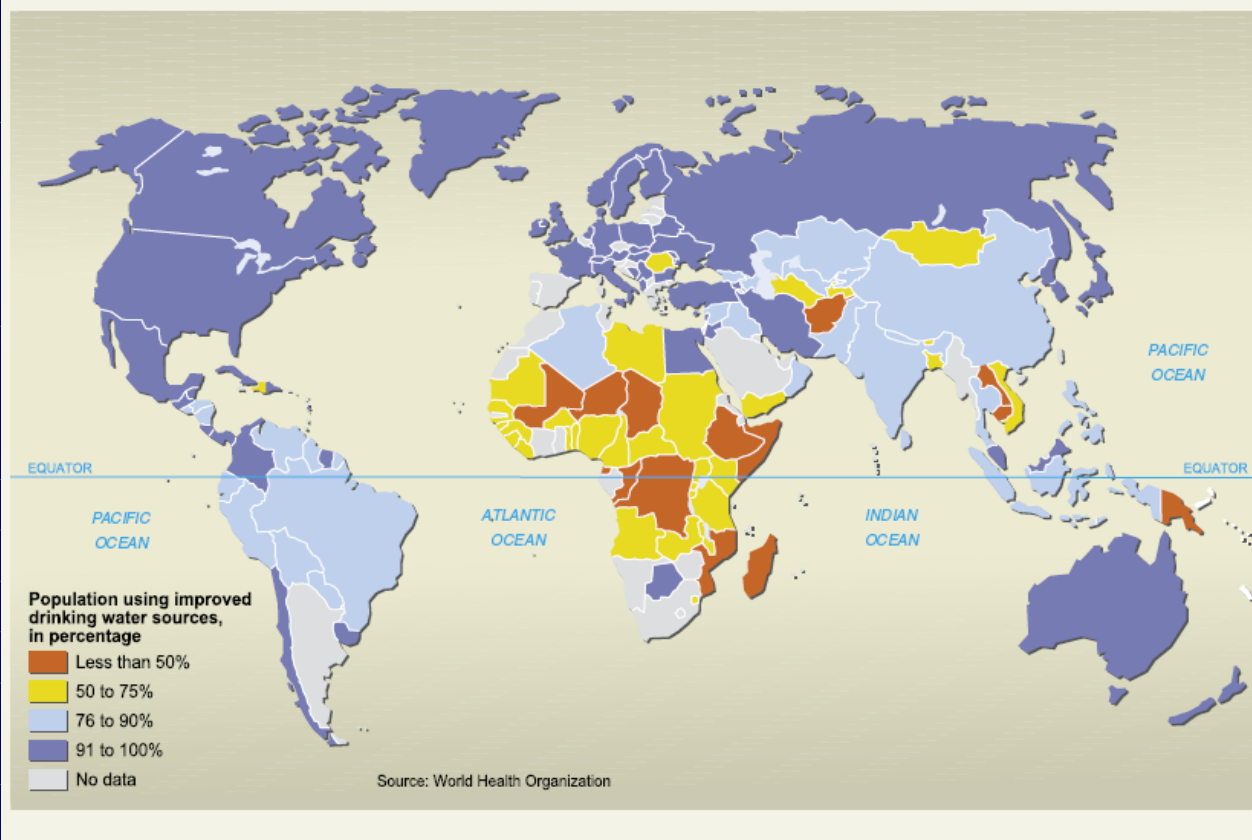 PACIFIC
OCEAN
EQUATOR
EQUATOR
PACIFIC
OCEAN
ATLANTIC
OCEAN
INDIAN
OCEAN
Population using improved
drinking water sources,
in percentage
Less than 50%
50 to 75%
76 to 90%
91 to 100%
No data
Source: World Health Organization